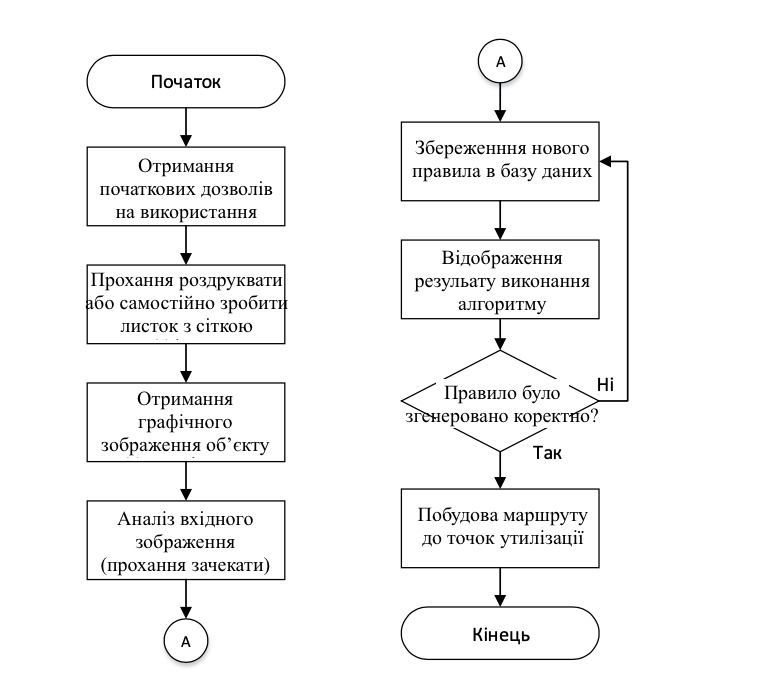 Початок
Отримання
початкових дозволів
на використання
Прохання роздрукувати
або самостійно зробити
листок з сіткою
Отримання
графічного
зображення об’єкту
Аналіз вхідного
зображення
(прохання зачекати)
А
А
Збереженння нового
правила в базу даних
Відображення
резульату виконання
алгоритму
Правило було
згенеровано коректно?
Ні
Так
Побудова маршруту
до точок утилізації
Кінець